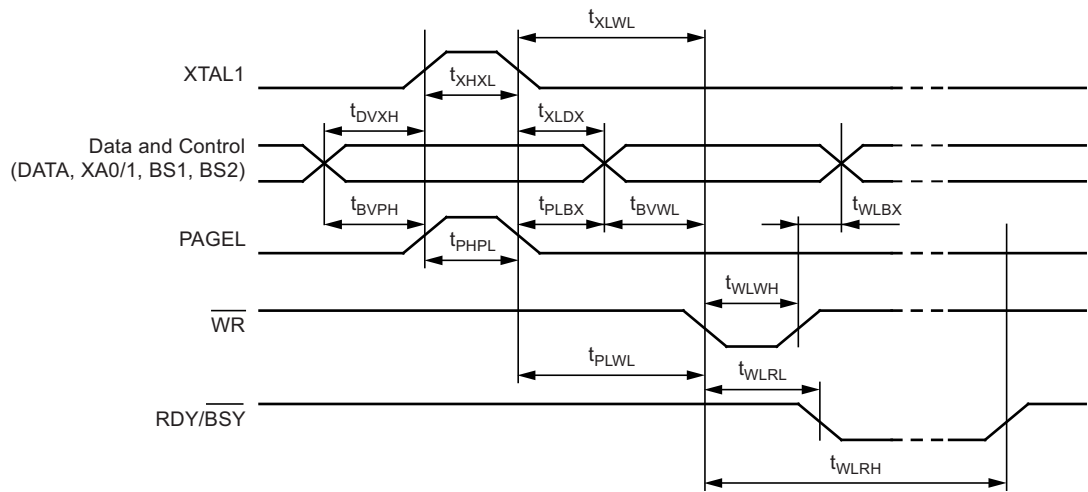 tXLWL
XTAL1
tXHXL
tDVXH
tXLDX
Data and Control
(DATA, XA0/1, BS1, BS2)
tBVPH
tPLBX
tBVWL
tWLBX
PAGEL
tPHPL
tWLWH
WR
tPLWL
tWLRL
RDY/BSY
tWLRH